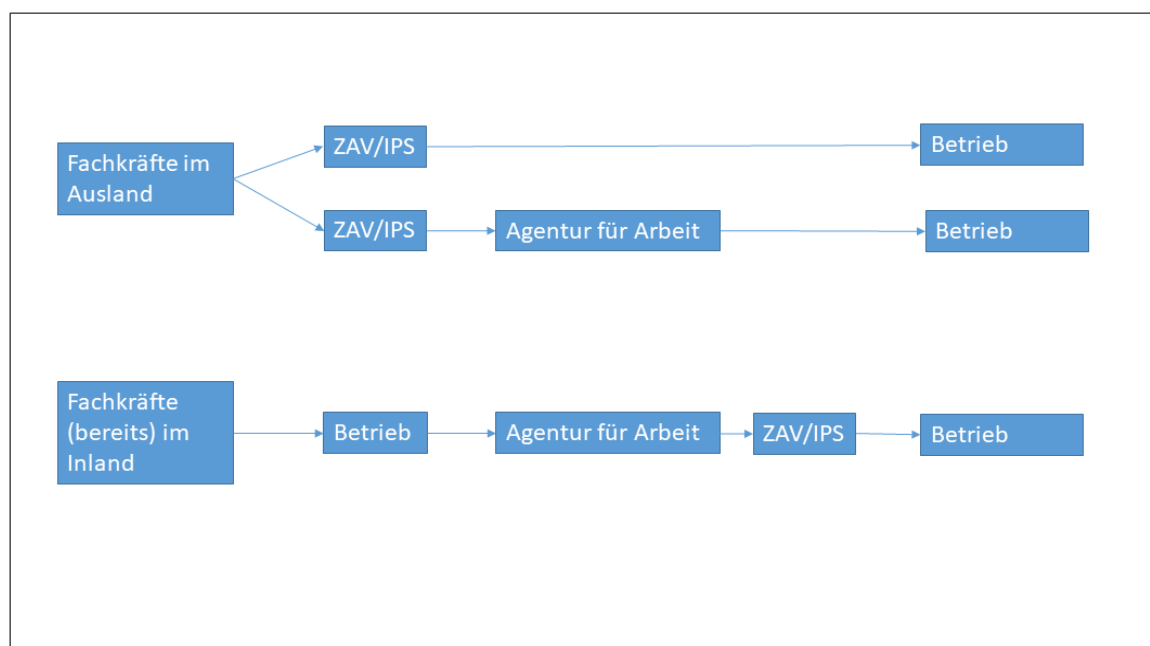 Fachkräfte im
Ausland
ZAV/IPS
Betrieb
ZAV/IPS
Agentur für Arbeit
Betrieb
Fachkräfte
(bereits) im
Inland
Betrieb
Agentur für Arbeit
ZAV/IPS
Betrieb